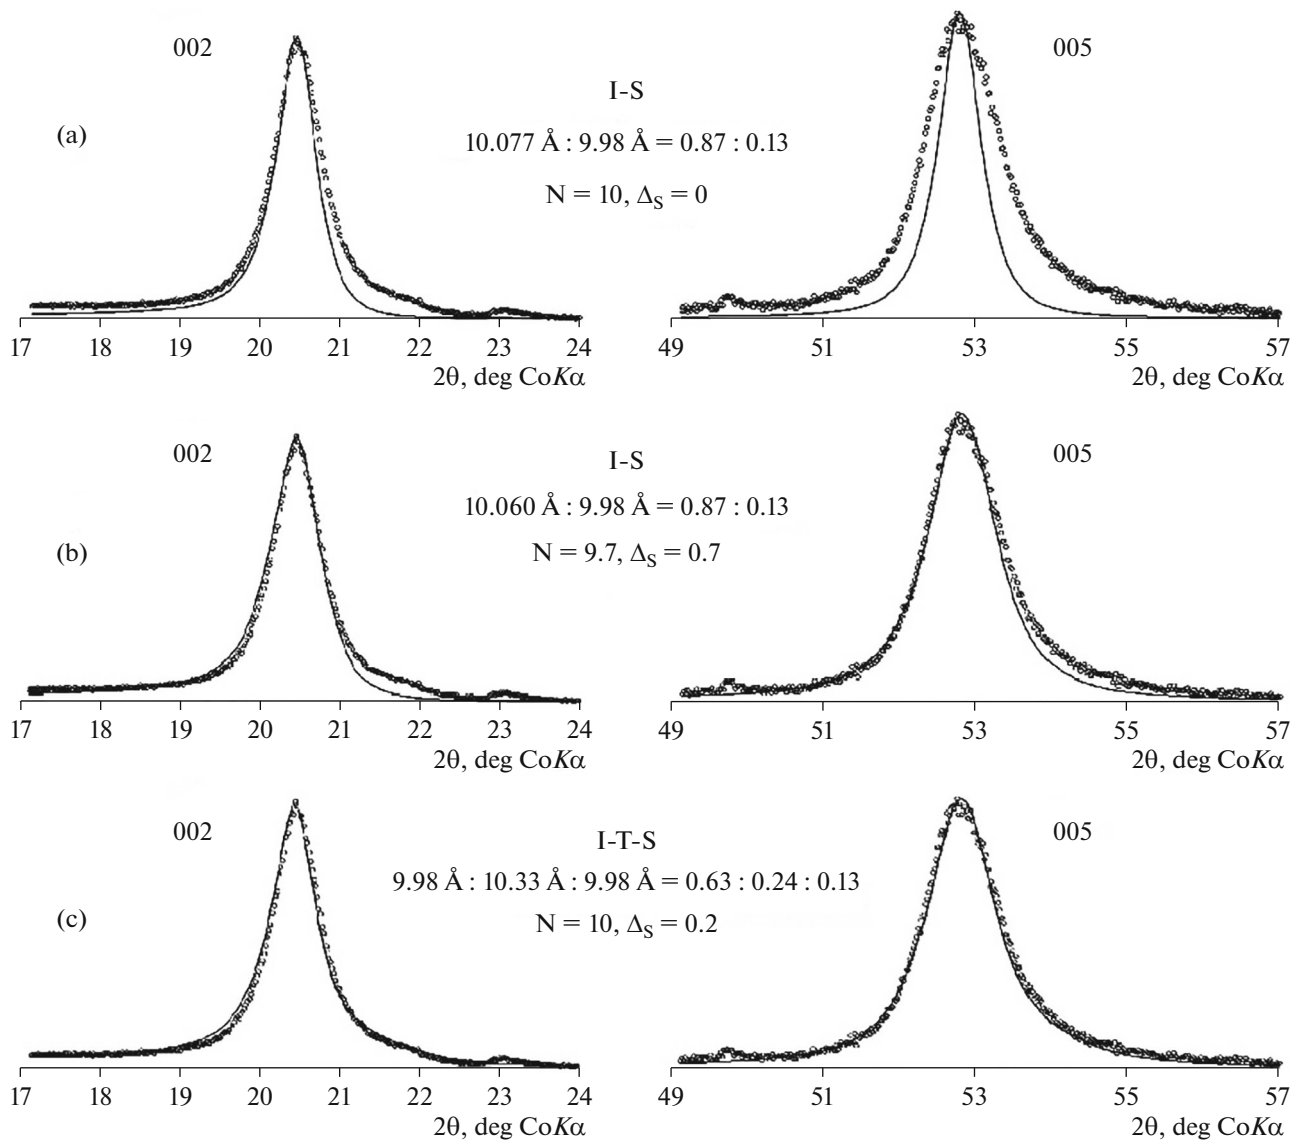 002
I-S
005
(a)
10.077 Å : 9.98 Å = 0.87 : 0.13
N = 10, Δ_S = 0
17 18 19 20 21 22 23 24
2θ, deg CoKα
49 51 53 55 57
2θ, deg CoKα
002
I-S
005
(b)
10.060 Å : 9.98 Å = 0.87 : 0.13
N = 9.7, Δ_S = 0.7
17 18 19 20 21 22 23 24
2θ, deg CoKα
49 51 53 55 57
2θ, deg CoKα
002
I-T-S
005
(c)
9.98 Å : 10.33 Å : 9.98 Å = 0.63 : 0.24 : 0.13
N = 10, Δ_S = 0.2
17 18 19 20 21 22 23 24
2θ, deg CoKα
49 51 53 55 57
2θ, deg CoKα